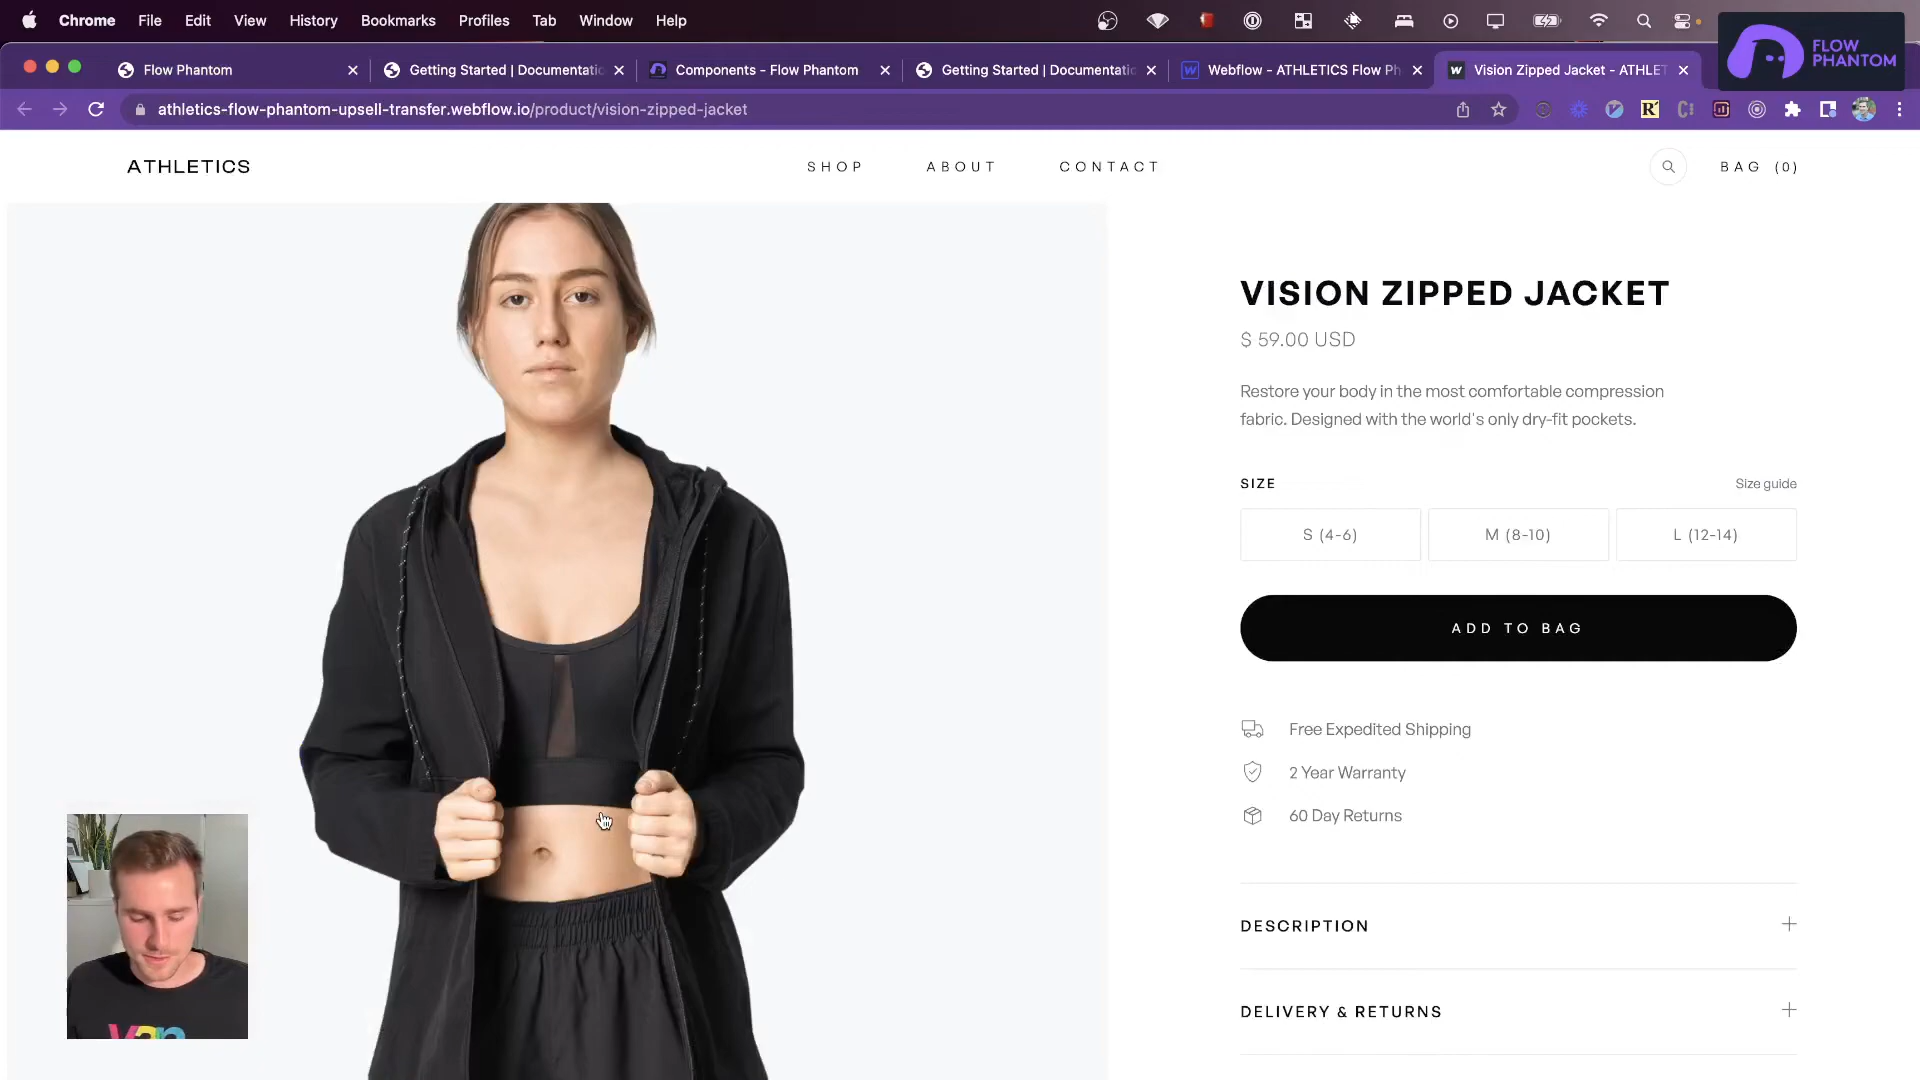 Chrome File Edit View History Bookmarks Profiles Tab Window Help
FLOW PHANTOM
Flow Phantom
Getting Started | Documentatio
Components - Flow Phantom
Getting Started | Documentatio
Webflow - ATHLETICS Flow Ph
Vision Zipped Jacket - ATHLET
athletics-flow-phantom-upsell-transfer.webflow.io/product/vision-zipped-jacket
ATHLETICS
SHOP ABOUT CONTACT
BAG (0)
VISION ZIPPED JACKET
$ 59.00 USD
Restore your body in the most comfortable compression
fabric. Designed with the world's only dry-fit pockets.
SIZE
Size guide
S (4-6)
M (8-10)
L (12-14)
ADD TO BAG
Free Expedited Shipping
2 Year Warranty
60 Day Returns
DESCRIPTION
DELIVERY & RETURNS